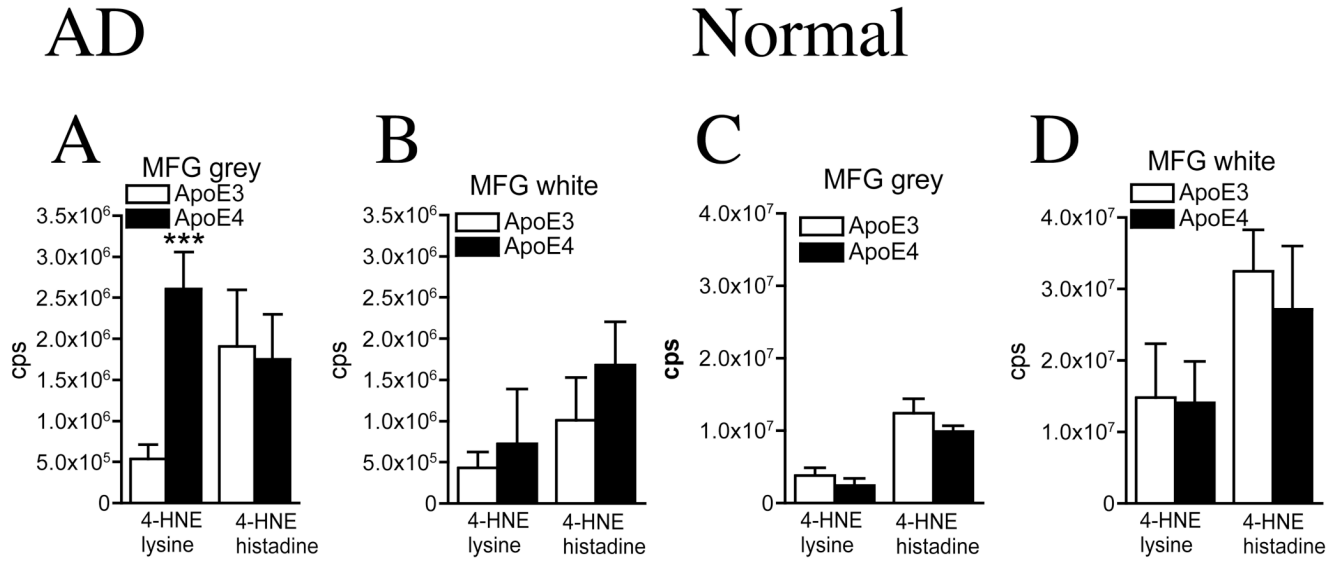 AD
Normal
A
MFG grey
ApoE3
ApoE4
***
3.5x10⁶
3.0x10⁶
2.5x10⁶
2.0x10⁶
1.5x10⁶
1.0x10⁶
5.0x10⁵
0
cps
4-HNE
lysine
4-HNE
histadine
B
MFG white
ApoE3
ApoE4
3.5x10⁶
3.0x10⁶
2.5x10⁶
2.0x10⁶
1.5x10⁶
1.0x10⁶
5.0x10⁵
0
cps
4-HNE
lysine
4-HNE
histadine
C
MFG grey
ApoE3
ApoE4
4.0x10⁷
3.0x10⁷
2.0x10⁷
1.0x10⁷
0
cps
4-HNE
lysine
4-HNE
histadine
D
MFG white
ApoE3
ApoE4
4.0x10⁷
3.0x10⁷
2.0x10⁷
1.0x10⁷
0
cps
4-HNE
lysine
4-HNE
histadine